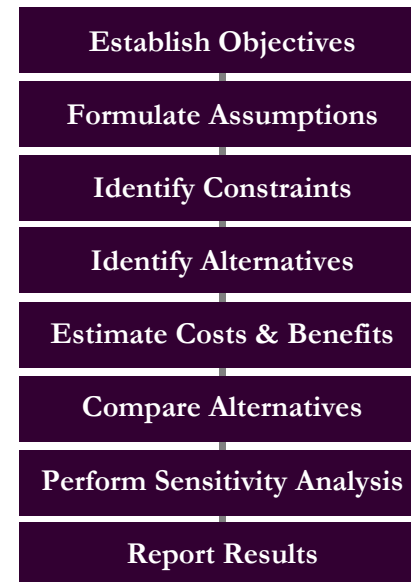 Establish Objectives
Formulate Assumptions
Identify Constraints
Identify Alternatives
Estimate Costs & Benefits
Compare Alternatives
Perform Sensitivity Analysis
Report Results